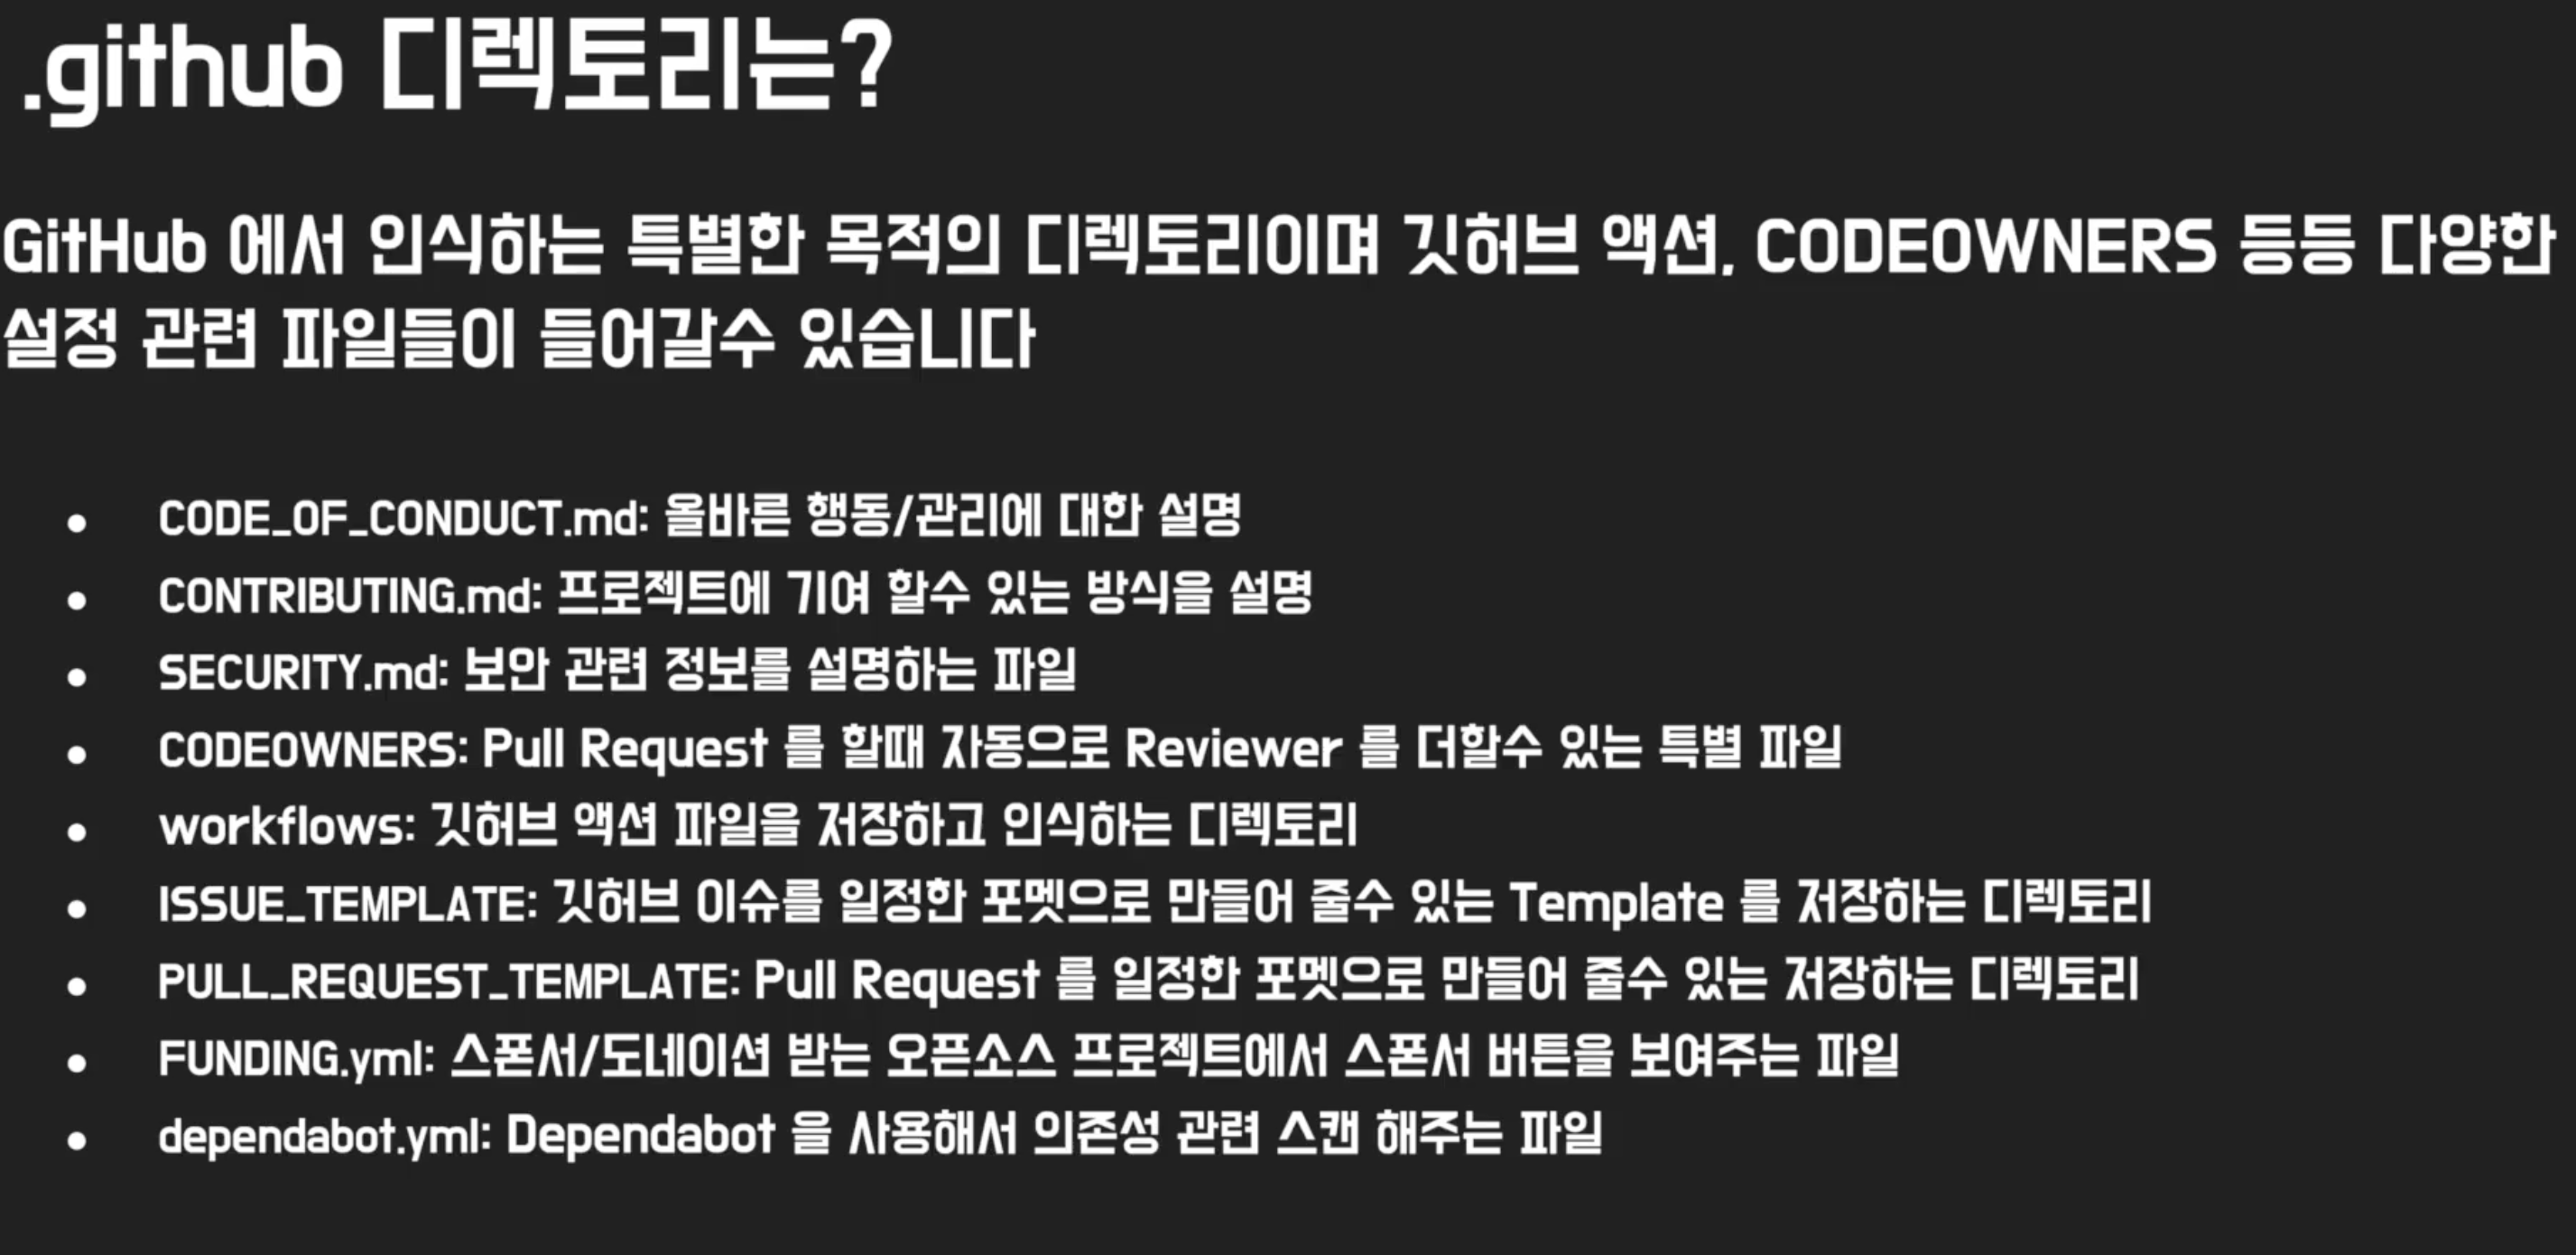 .github 디렉토리는?
GitHub 에서 인식하는 특별한 목적의 디렉토리이며 깃허브 액션, CODEOWNERS 등등 다양한
설정 관련 파일들이 들어갈수 있습니다
• CODE_OF_CONDUCT.md: 올바른 행동/관리에 대한 설명
• CONTRIBUTING.md: 프로젝트에 기여 할수 있는 방식을 설명
• SECURITY.md: 보안 관련 정보를 설명하는 파일
• CODEOWNERS: Pull Request 를 할때 자동으로 Reviewer 를 더할수 있는 특별 파일
• workflows: 깃허브 액션 파일을 저장하고 인식하는 디렉토리
• ISSUE_TEMPLATE: 깃허브 이슈를 일정한 포멧으로 만들어 줄수 있는 Template 를 저장하는 디렉토리
• PULL_REQUEST_TEMPLATE: Pull Request 를 일정한 포멧으로 만들어 줄수 있는 저장하는 디렉토리
• FUNDING.yml: 스폰서/도네이션 받는 오픈소스 프로젝트에서 스폰서 버튼을 보여주는 파일
• dependabot.yml: Dependabot 을 사용해서 의존성 관련 스캔 해주는 파일